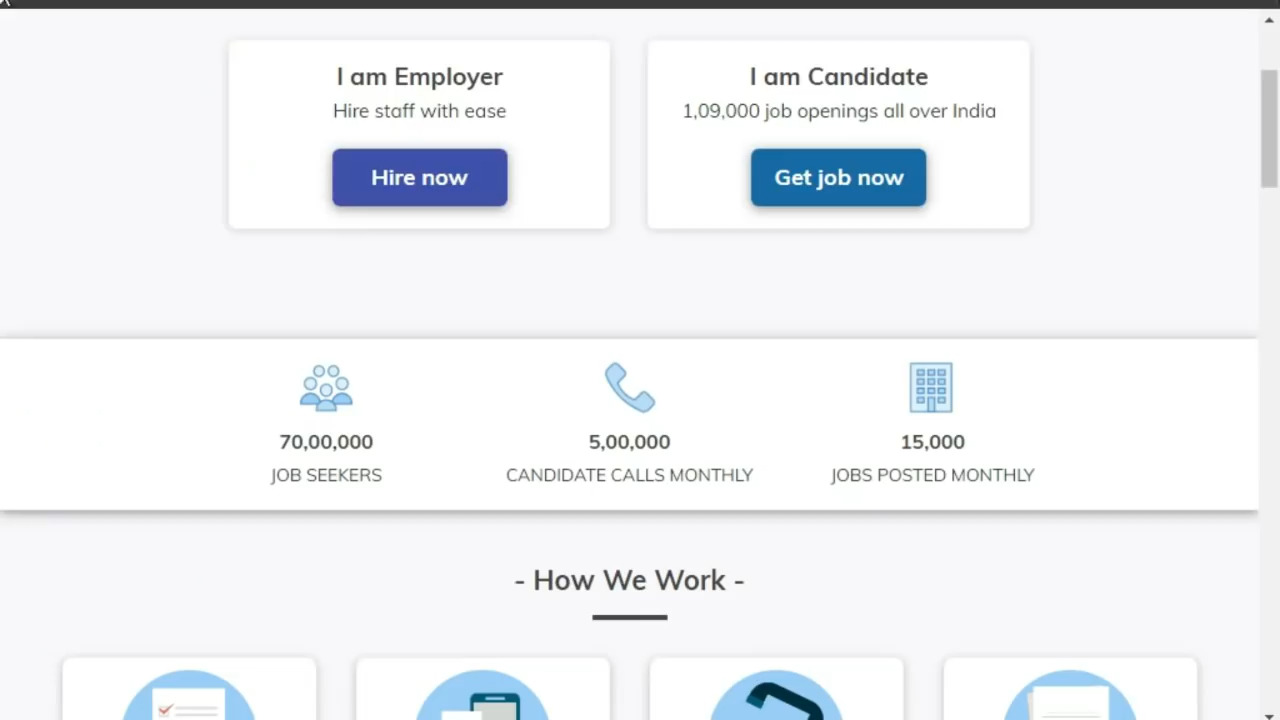 I am Employer
Hire staff with ease
Hire now
I am Candidate
1,09,000 job openings all over India
Get job now
70,00,000
JOB SEEKERS
5,00,000
CANDIDATE CALLS MONTHLY
15,000
JOBS POSTED MONTHLY
- How We Work -